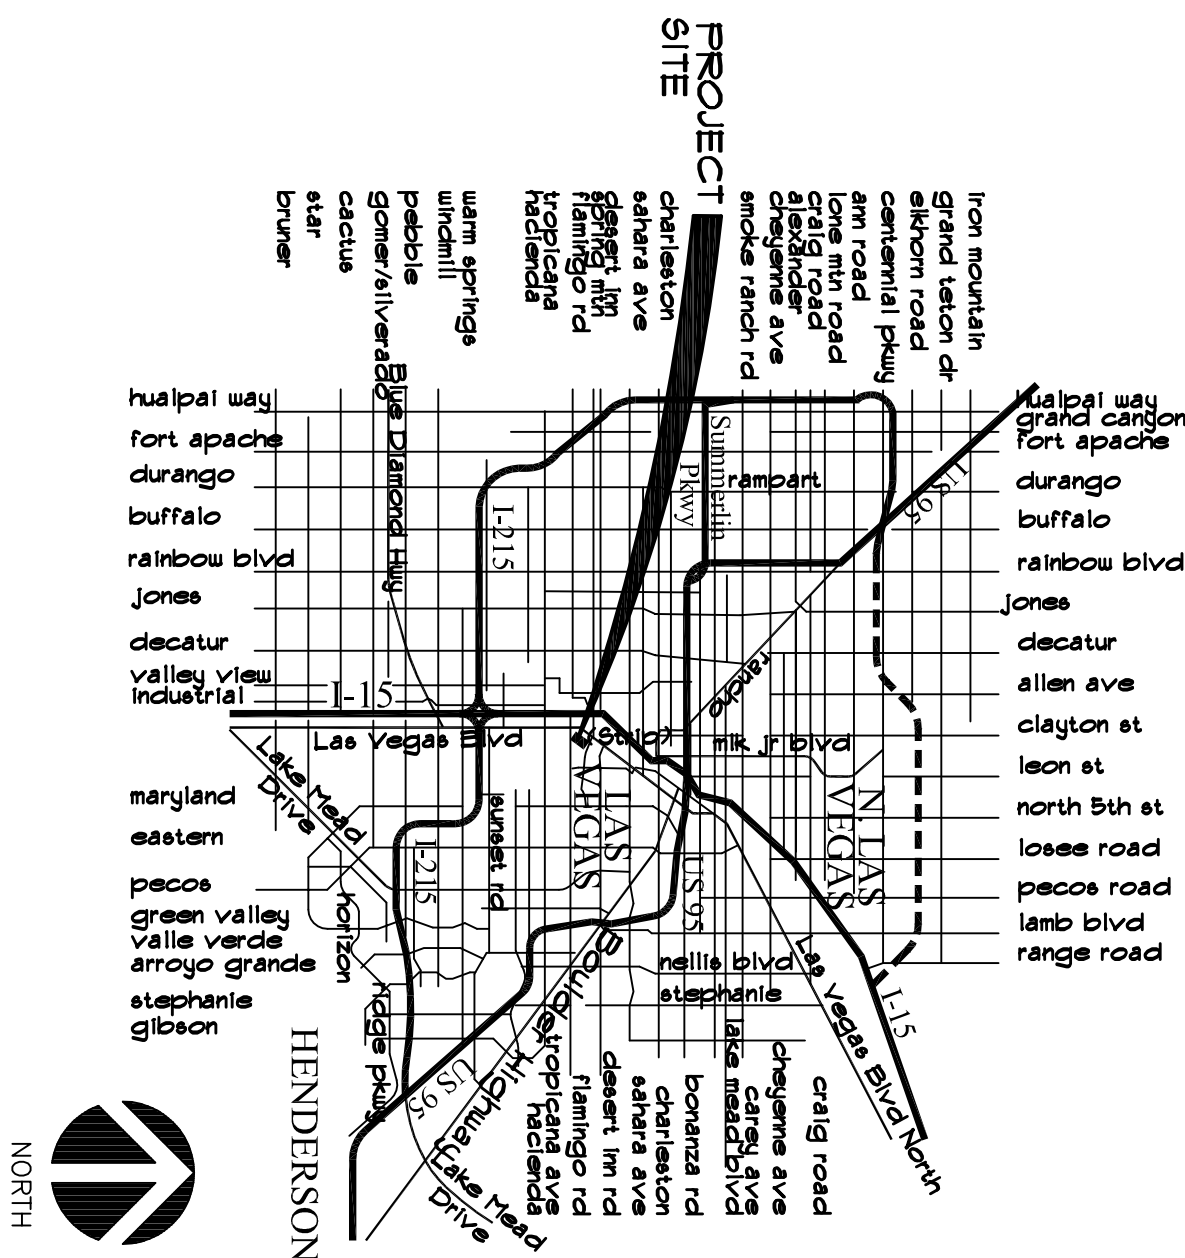 PROJECT
SITE
bruner
star
cactus
gomer/silverado
pebble
windmill
warm springs
hacienda
tropicana
flamingo rd
spring mtn
desert inn
sahara ave
charleston
smoke ranch rd
cheyenne ave
alexander
craig road
lone mtn road
ann road
centennial pkwy
elkhorn road
grand teton dr
iron mountain
hualpai way
fort apache
durango
buffalo
rainbow blvd
jones
decatur
valley view
industrial
maryland
eastern
pecos
green valley
valle verde
arroyo grande
stephanie
gibson
Blue Diamond Hwy
I-215
Summerlin
Pkwy
rampart
US 95
rancho
I-15
Las Vegas Blvd
(Strip)
mlk jr blvd
Lake Mead
Drive
LAS
VEGAS
N. LAS
VEGAS
sunset rd
I-215
US 95
horizon
Boulder Highway
nellis blvd
stephanie
Las Vegas Blvd North
I-15
ridge pkwy
US 95
HENDERSON
Lake Mead
Drive
hualpai way
grand canyon
fort apache
durango
buffalo
rainbow blvd
jones
decatur
allen ave
clayton st
leon st
north 5th st
losee road
pecos road
lamb blvd
range road
hacienda
tropicana ave
flamingo rd
desert inn rd
sahara ave
charleston
bonanza rd
lake mead blvd
carey ave
cheyenne ave
craig road
NORTH